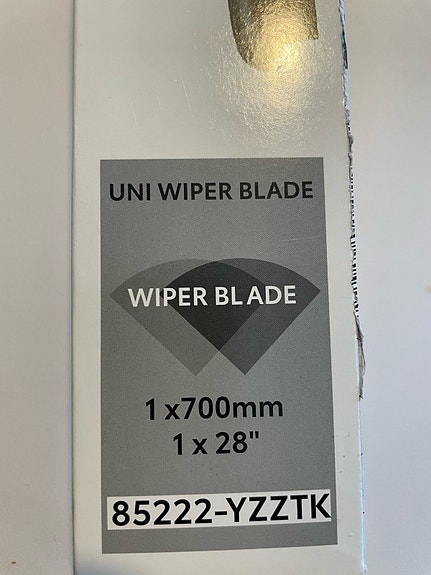 UNI WIPER BLADE
WIPER BLADE
1 x700mm
1 x 28"
85222-YZZTK